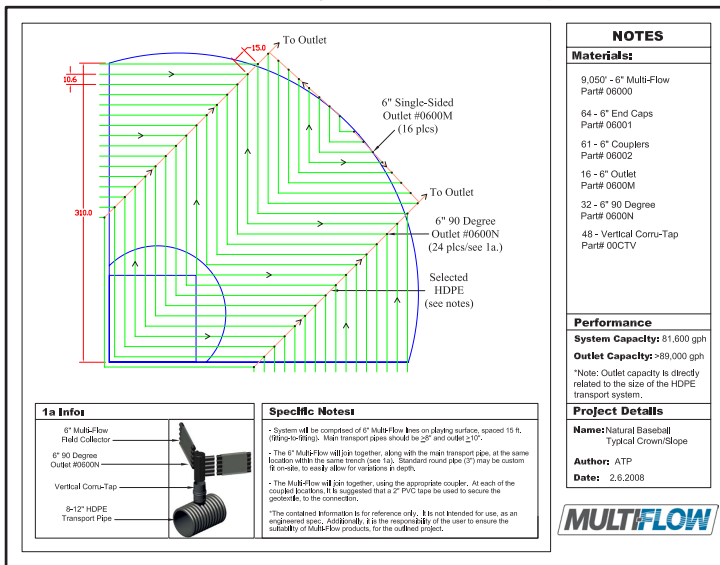 To Outlet
15.0
10.6
6" Single-Sided
Outlet #0600M
(16 plcs)
To Outlet
310.0
6" 90 Degree
Outlet #0600N
(24 plcs/see 1a.)
Selected
HDPE
(see notes)
1a Info:
6" Multi-Flow
Field Collector
6" 90 Degree
Outlet #0600N
Vertical Corru-Tap
8-12" HDPE
Transport Pipe
Specific Notes:
- System will be comprised of 6" Multi-Flow lines on playing surface, spaced 15 ft.
(fitting-to-fitting). Main transport pipes should be >8" and outlet >10".
- The 6" Multi-Flow will join together, along with the main transport pipe, at the same
location within the same trench (see 1a). Standard round pipe (3") may be custom
fit on-site, to easily allow for variations in depth.
- The Multi-Flow will join together, using the appropriate coupler. At each of the
coupled locations, it is suggested that a 2" PVC tape be used to secure the
geotextile, to the connection.
*The contained information is for reference only. It is not intended for use, as an
engineered spec. Additionally, it is the responsibility of the user to ensure the
suitability of Multi-Flow products, for the outlined project.
NOTES
Materials:
9,050' - 6" Multi-Flow
Part# 06000
64 - 6" End Caps
Part# 06001
61 - 6" Couplers
Part# 06002
16 - 6" Outlet
Part# 0600M
32 - 6" 90 Degree
Part# 0600N
48 - Vertical Corru-Tap
Part# 00CTV
Performance
System Capacity: 81,600 gph
Outlet Capacity: >89,000 gph
*Note: Outlet capacity is directly
related to the size of the HDPE
transport system.
Project Details
Name: Natural Baseball
Typical Crown/Slope
Author: ATP
Date: 2.6.2008
MULTIFLOW